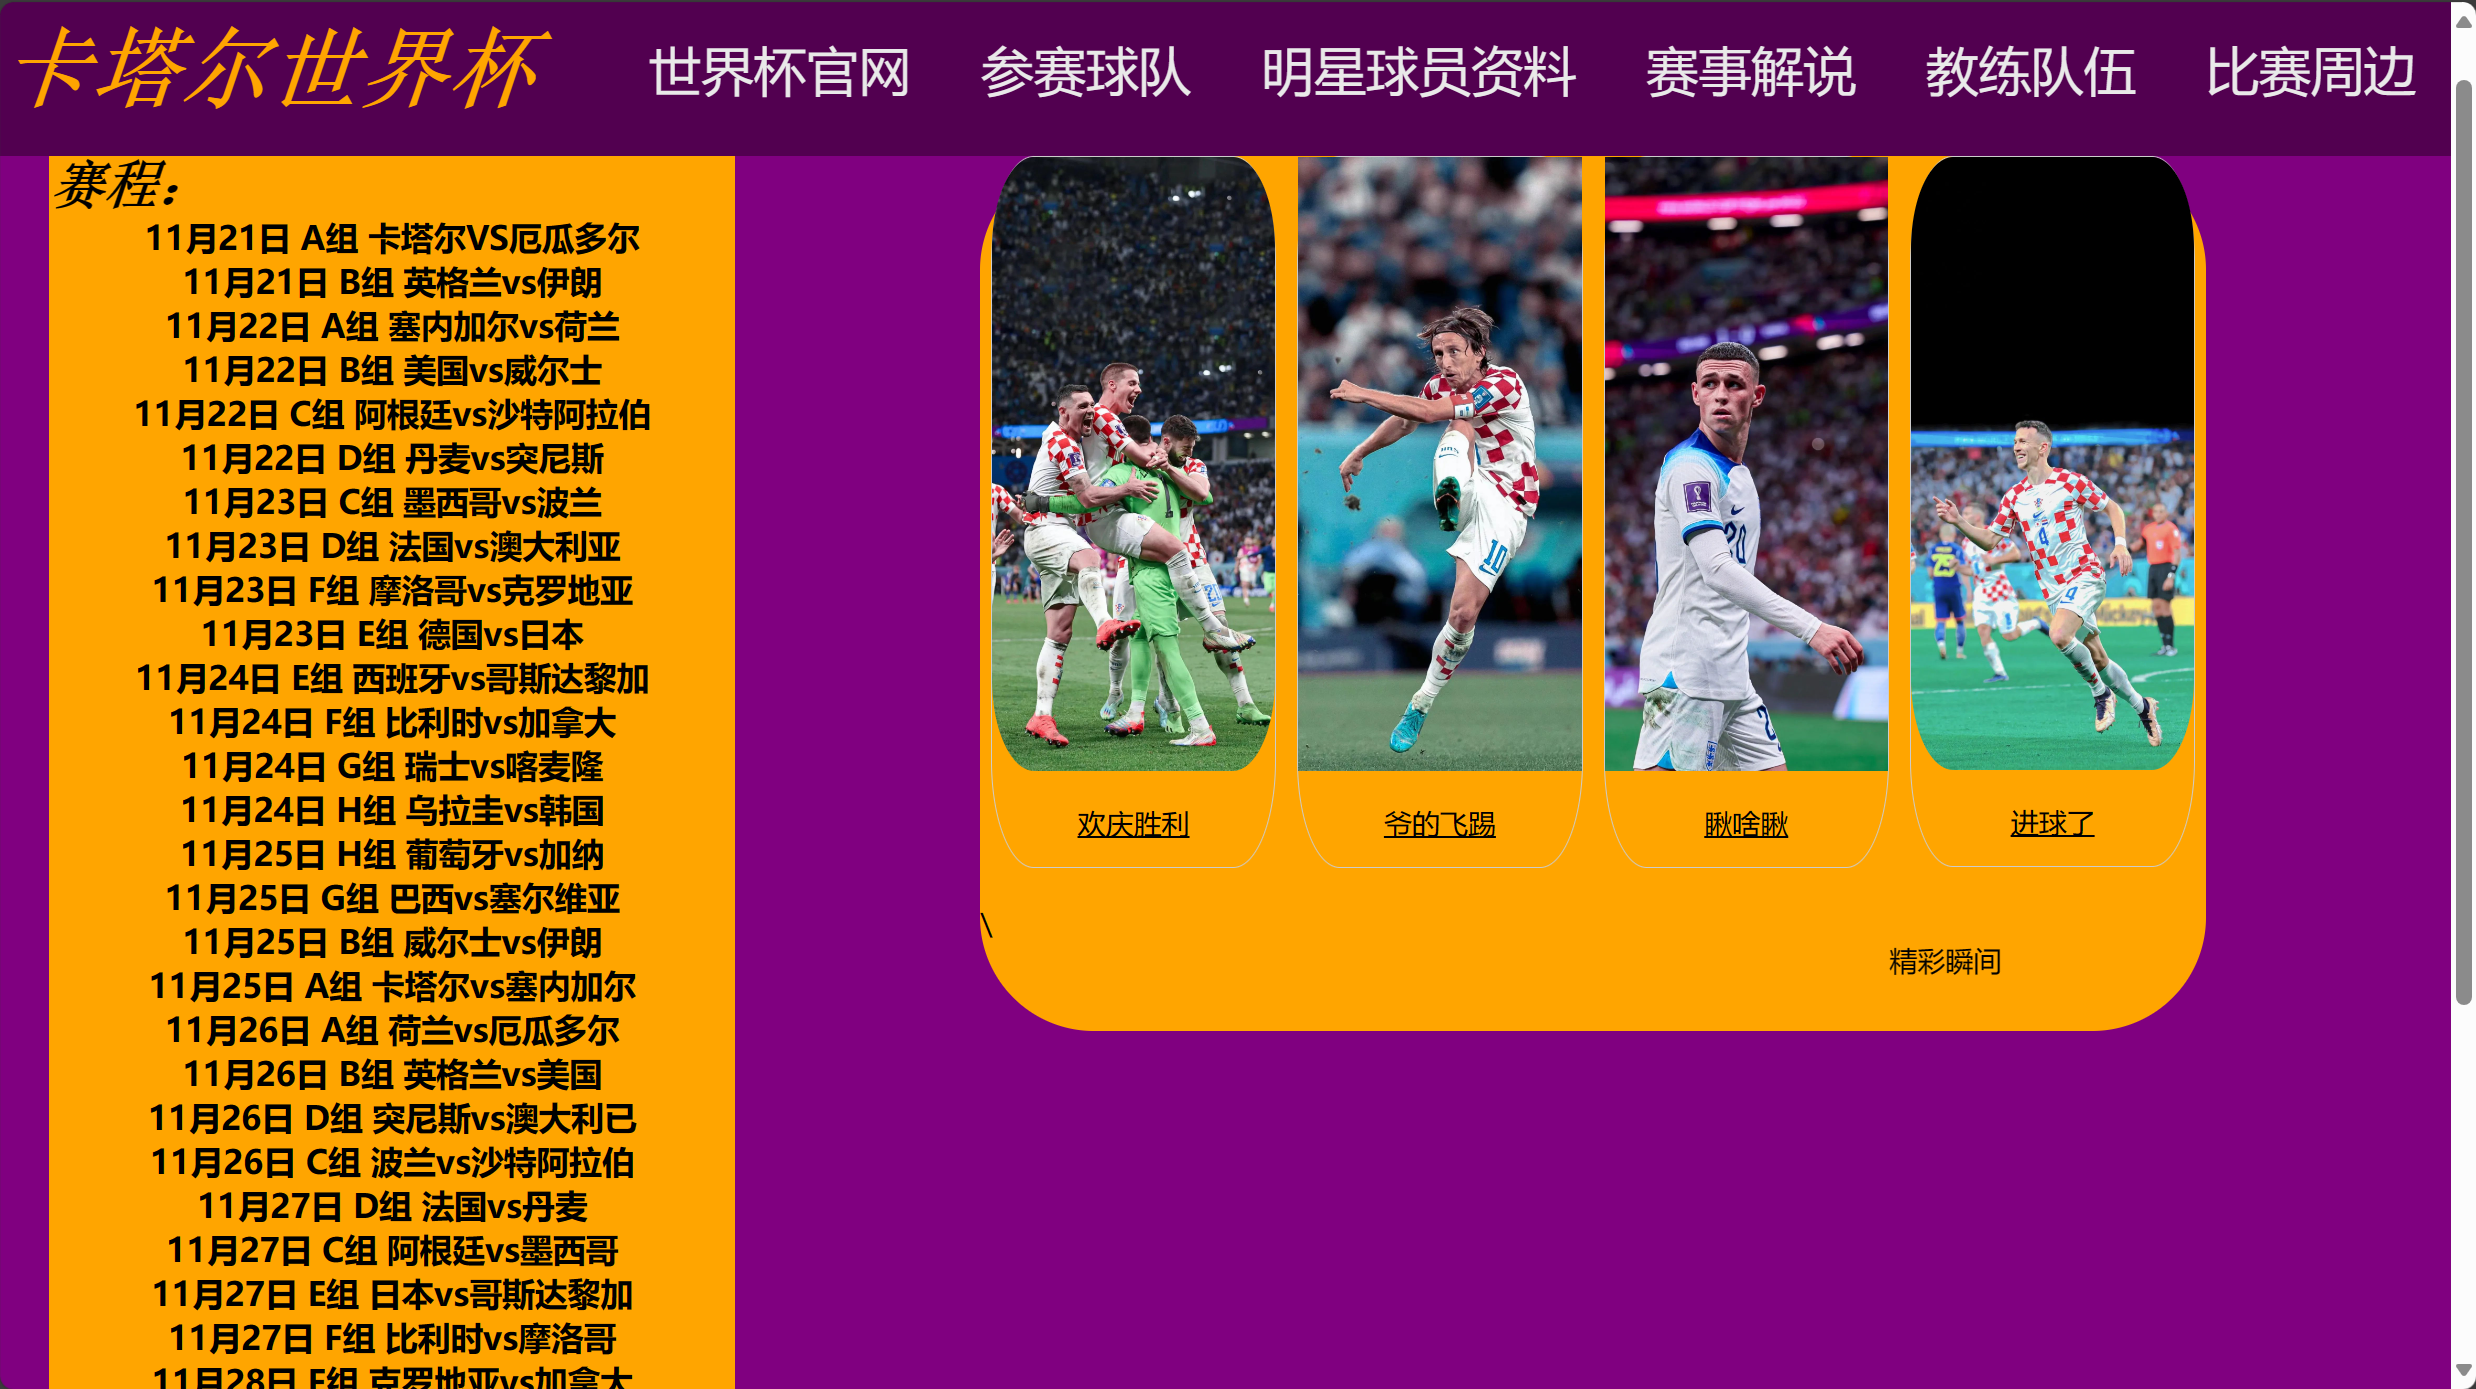 卡塔尔世界杯
世界杯官网 参赛球队 明星球员资料 赛事解说 教练队伍 比赛周边
赛程：
11月21日 A组 卡塔尔VS厄瓜多尔
11月21日 B组 英格兰vs伊朗
11月22日 A组 塞内加尔vs荷兰
11月22日 B组 美国vs威尔士
11月22日 C组 阿根廷vs沙特阿拉伯
11月22日 D组 丹麦vs突尼斯
11月23日 C组 墨西哥vs波兰
11月23日 D组 法国vs澳大利亚
11月23日 F组 摩洛哥vs克罗地亚
11月23日 E组 德国vs日本
11月24日 E组 西班牙vs哥斯达黎加
11月24日 F组 比利时vs加拿大
11月24日 G组 瑞士vs喀麦隆
11月24日 H组 乌拉圭vs韩国
11月25日 H组 葡萄牙vs加纳
11月25日 G组 巴西vs塞尔维亚
11月25日 B组 威尔士vs伊朗
11月25日 A组 卡塔尔vs塞内加尔
11月26日 A组 荷兰vs厄瓜多尔
11月26日 B组 英格兰vs美国
11月26日 D组 突尼斯vs澳大利已
11月26日 C组 波兰vs沙特阿拉伯
11月27日 D组 法国vs丹麦
11月27日 C组 阿根廷vs墨西哥
11月27日 E组 日本vs哥斯达黎加
11月27日 F组 比利时vs摩洛哥
11月28日 F组 克罗地亚vs加拿大
10
20
4
欢庆胜利
爷的飞踢
瞅啥瞅
进球了
\
精彩瞬间